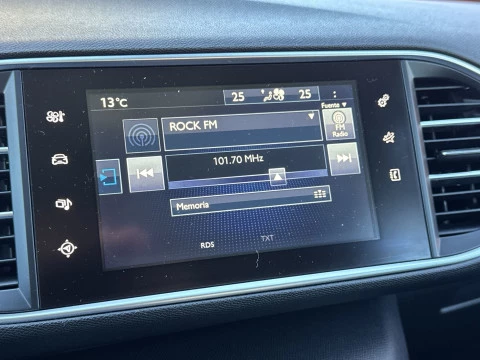 13°C 25 25 :
Fuente ▼
ROCK FM ▼
FM
Radio
101.70 MHz
Memoria
RDS TXT